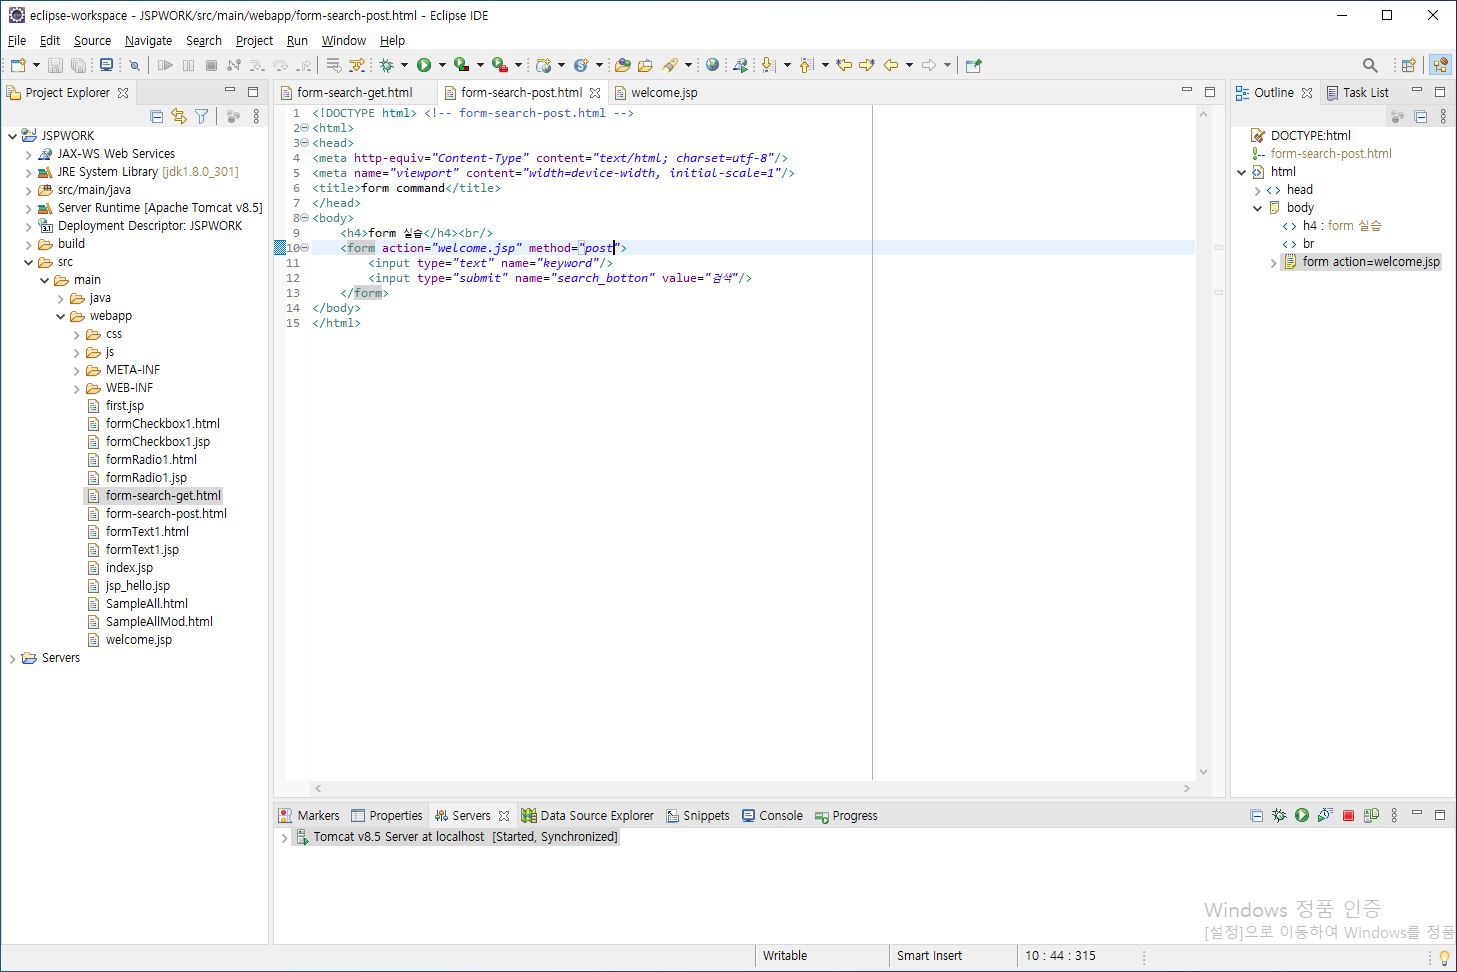 eclipse-workspace - JSPWORK/src/main/webapp/form-search-post.html - Eclipse IDE
File Edit Source Navigate Search Project Run Window Help
Project Explorer
JSPWORK
JAX-WS Web Services
JRE System Library [jdk1.8.0_301]
src/main/java
Server Runtime [Apache Tomcat v8.5]
Deployment Descriptor: JSPWORK
build
src
main
java
webapp
css
js
META-INF
WEB-INF
first.jsp
formCheckbox1.html
formCheckbox1.jsp
formRadio1.html
formRadio1.jsp
form-search-get.html
form-search-post.html
formText1.html
formText1.jsp
index.jsp
jsp_hello.jsp
SampleAll.html
SampleAllMod.html
welcome.jsp
Servers
form-search-get.html form-search-post.html welcome.jsp
1 <!DOCTYPE html> <!-- form-search-post.html -->
2 <html>
3 <head>
4 <meta http-equiv="Content-Type" content="text/html; charset=utf-8"/>
5 <meta name="viewport" content="width=device-width, initial-scale=1"/>
6 <title>form command</title>
7 </head>
8 <body>
9 <h4>form 실습</h4><br/>
10 <form action="welcome.jsp" method="post">
11 <input type="text" name="keyword"/>
12 <input type="submit" name="search_botton" value="검색"/>
13 </form>
14 </body>
15 </html>
Outline Task List
DOCTYPE:html
form-search-post.html
html
head
body
h4 : form 실습
br
form action=welcome.jsp
Markers Properties Servers Data Source Explorer Snippets Console Progress
Tomcat v8.5 Server at localhost [Started, Synchronized]
Windows 정품 인증
[설정]으로 이동하여 Windows를 정품
Writable Smart Insert 10 : 44 : 315